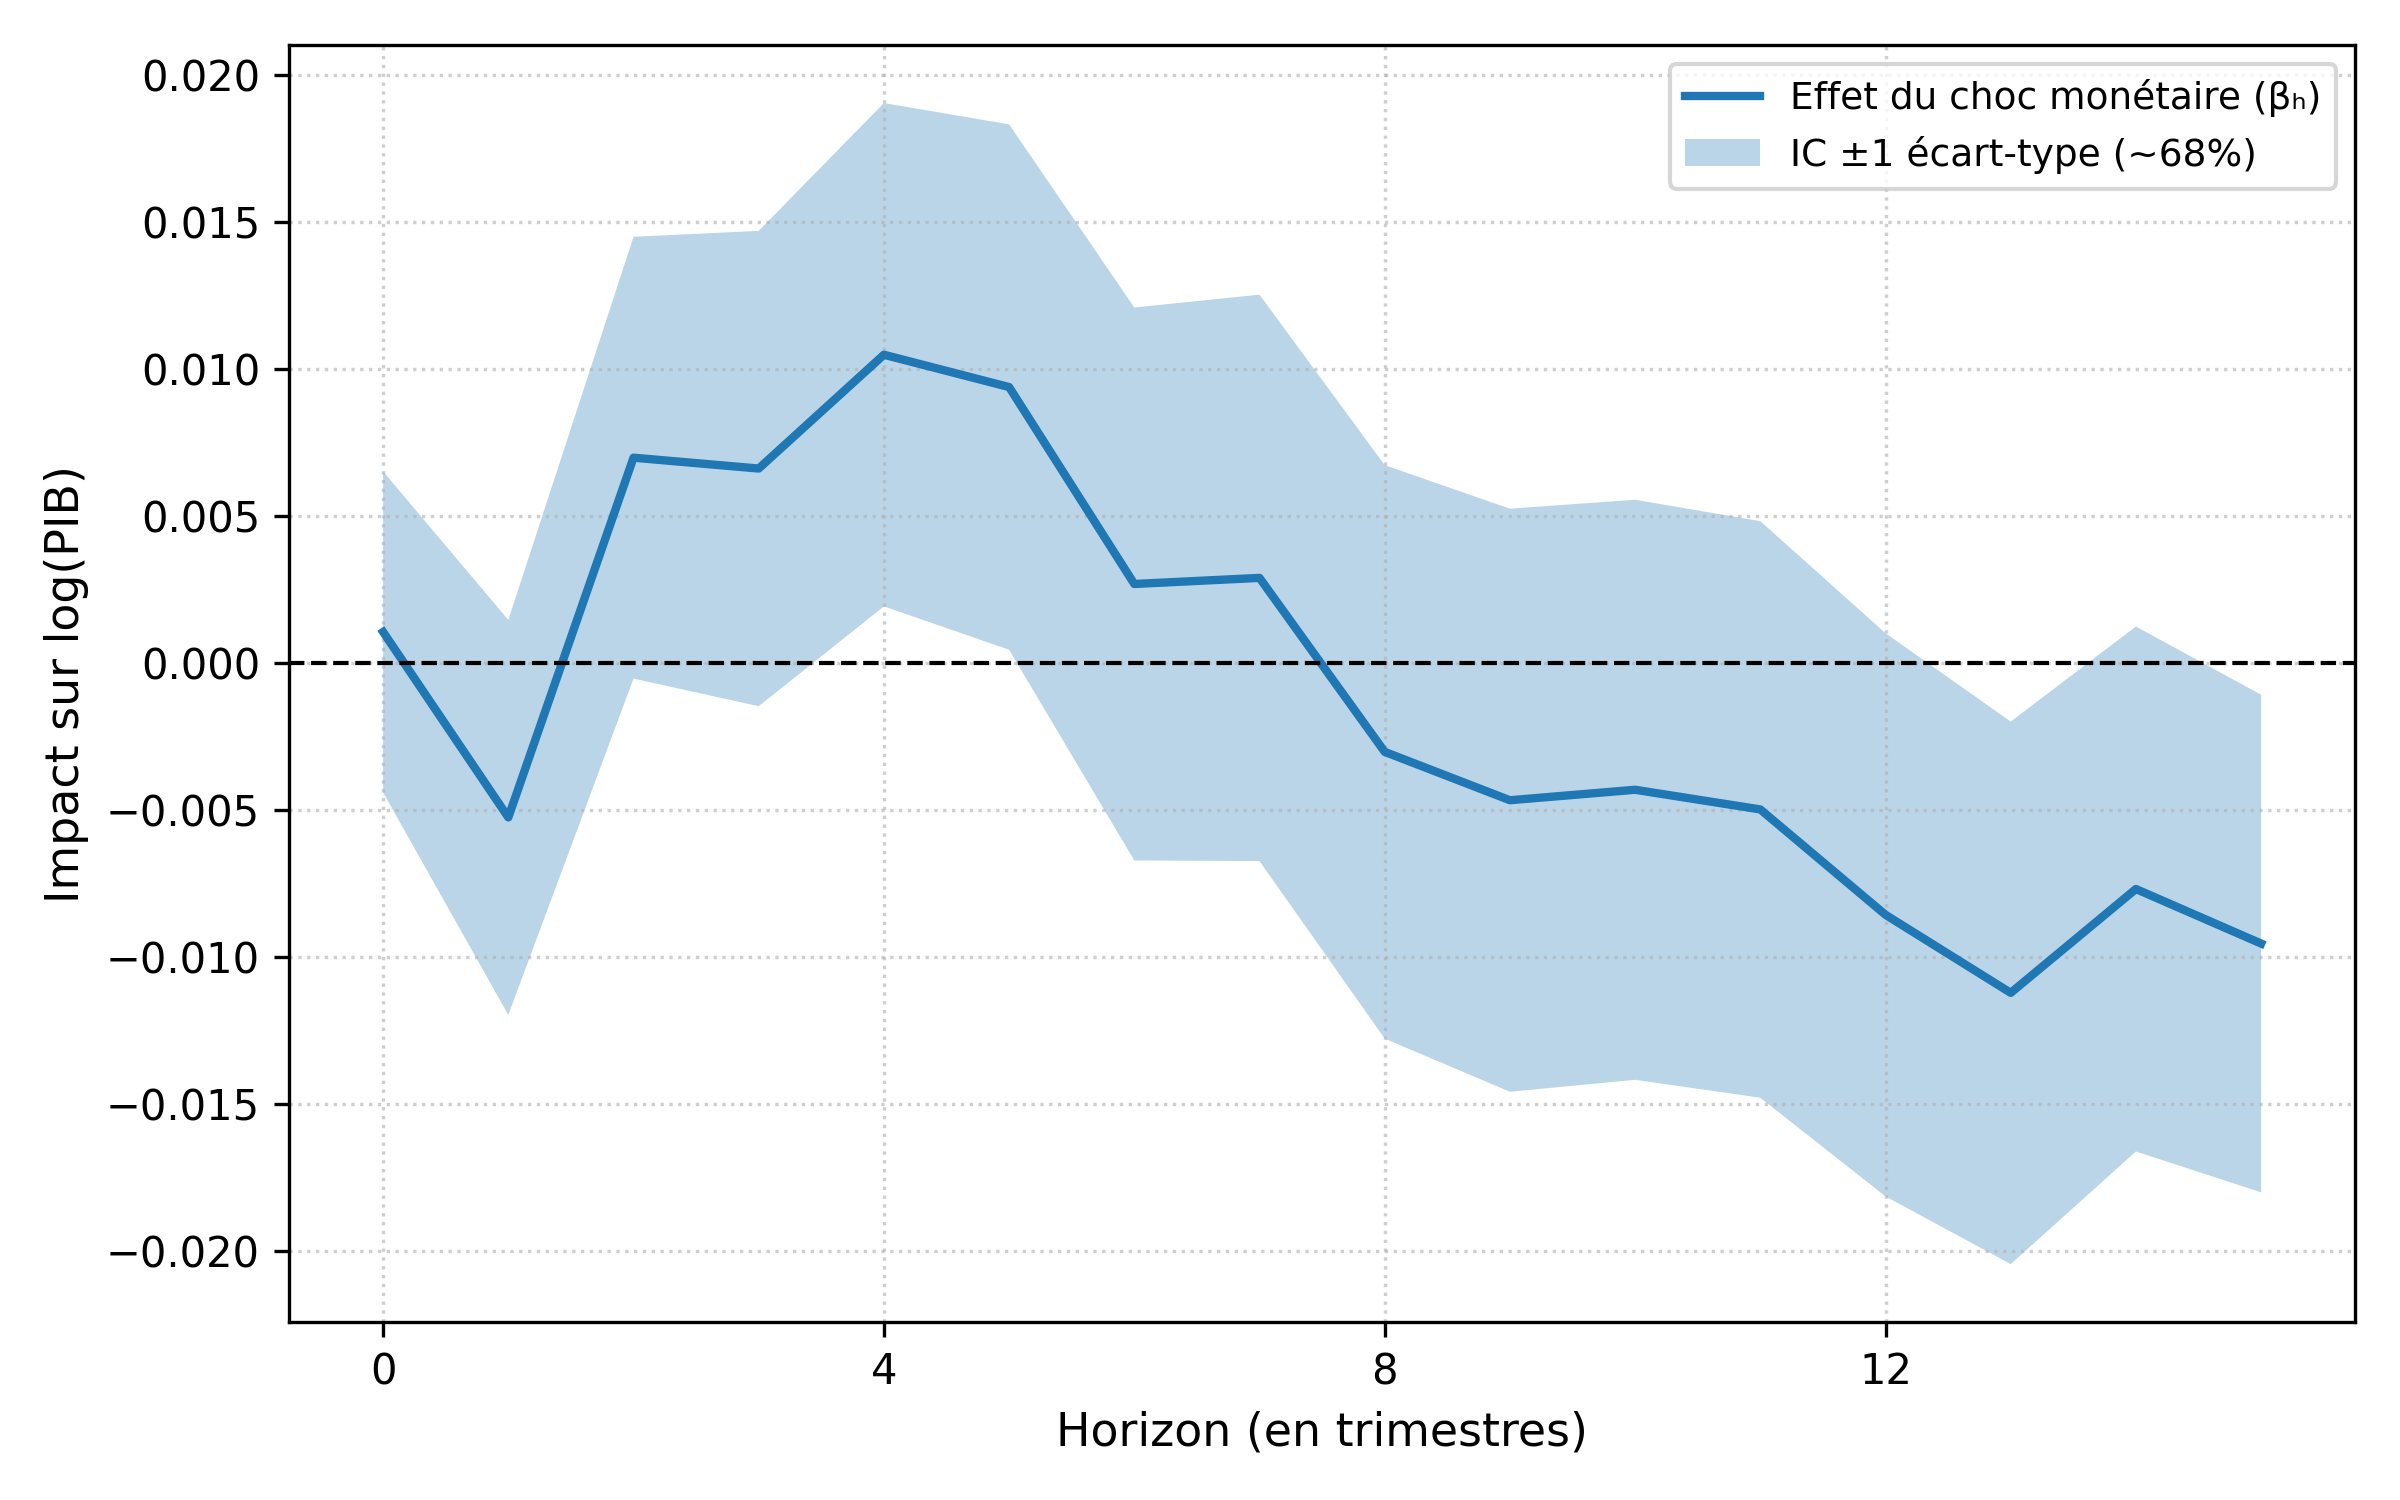 0.020
0.015
0.010
0.005
0.000
−0.005
−0.010
−0.015
−0.020
Impact sur log(PIB)
Effet du choc monétaire (βₕ)
IC ±1 écart-type (~68%)
0 4 8 12
Horizon (en trimestres)